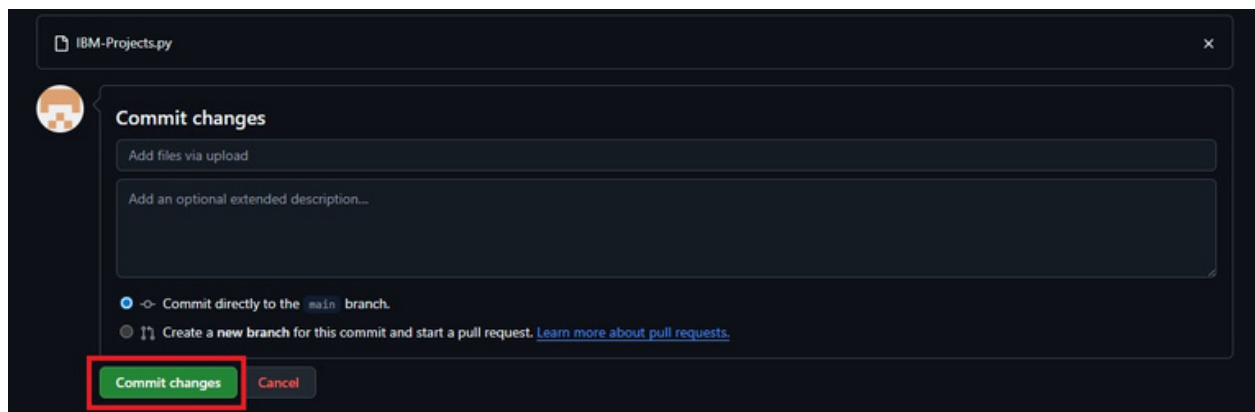 IBM-Projects.py
Commit changes
Add files via upload
Add an optional extended description...
Commit directly to the main branch.
Create a new branch for this commit and start a pull request. Learn more about pull requests.
Commit changes
Cancel